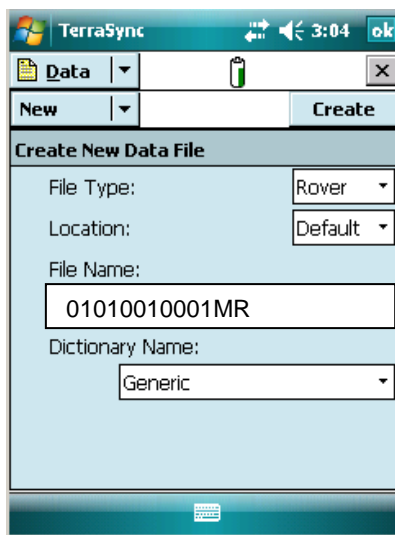 TerraSync 3:04 ok
Data
New Create
Create New Data File
File Type: Rover
Location: Default
File Name:
01010010001MR
Dictionary Name:
Generic